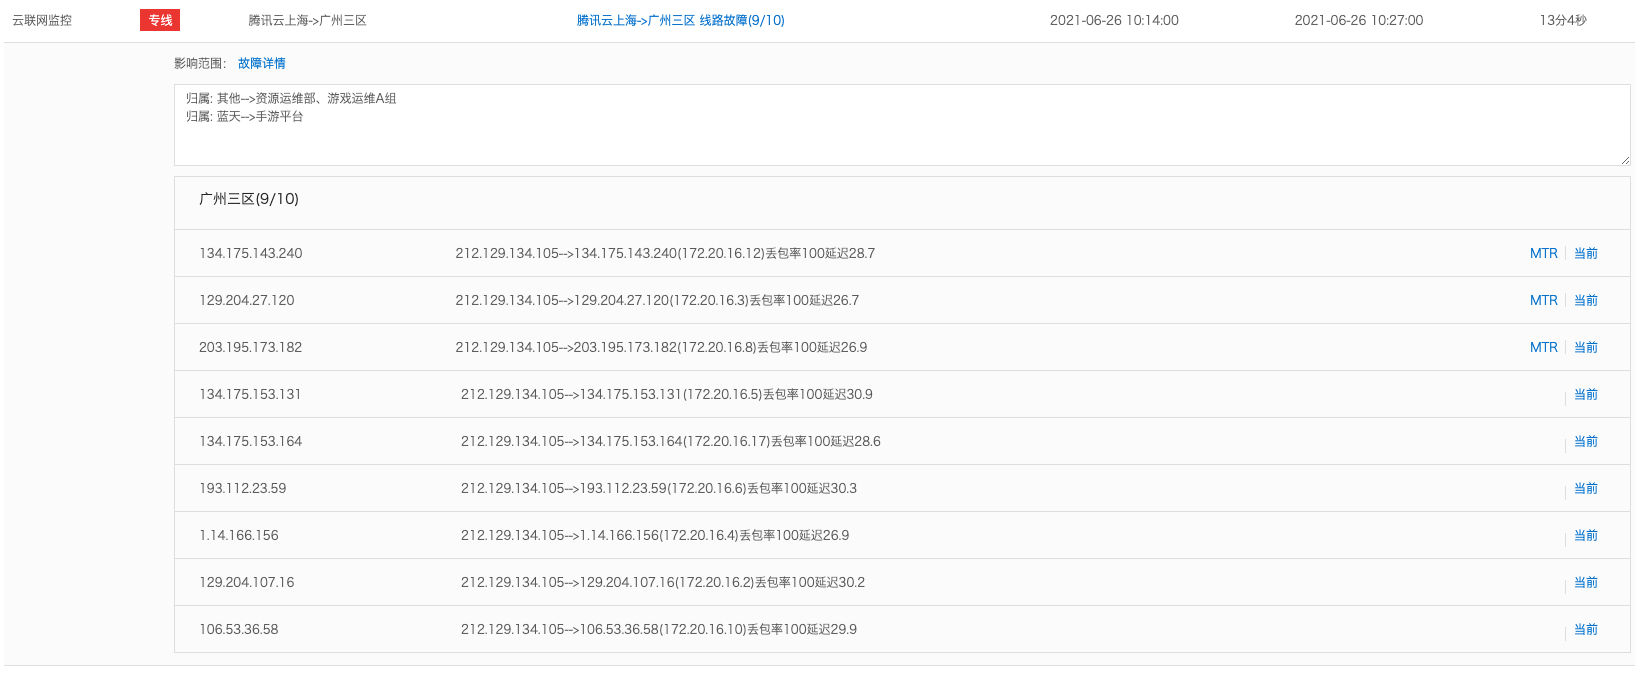 云联网监控 专线 腾讯云上海->广州三区 腾讯云上海->广州三区 线路故障(9/10) 2021-06-26 10:14:00 2021-06-26 10:27:00 13分4秒
影响范围： 故障详情
归属: 其他-->资源运维部、游戏运维A组
归属: 蓝天-->手游平台
广州三区(9/10)
134.175.143.240 212.129.134.105-->134.175.143.240(172.20.16.12)丢包率100延迟28.7 MTR 当前
129.204.27.120 212.129.134.105-->129.204.27.120(172.20.16.3)丢包率100延迟26.7 MTR 当前
203.195.173.182 212.129.134.105-->203.195.173.182(172.20.16.8)丢包率100延迟26.9 MTR 当前
134.175.153.131 212.129.134.105-->134.175.153.131(172.20.16.5)丢包率100延迟30.9 当前
134.175.153.164 212.129.134.105-->134.175.153.164(172.20.16.17)丢包率100延迟28.6 当前
193.112.23.59 212.129.134.105-->193.112.23.59(172.20.16.6)丢包率100延迟30.3 当前
1.14.166.156 212.129.134.105-->1.14.166.156(172.20.16.4)丢包率100延迟26.9 当前
129.204.107.16 212.129.134.105-->129.204.107.16(172.20.16.2)丢包率100延迟30.2 当前
106.53.36.58 212.129.134.105-->106.53.36.58(172.20.16.10)丢包率100延迟29.9 当前